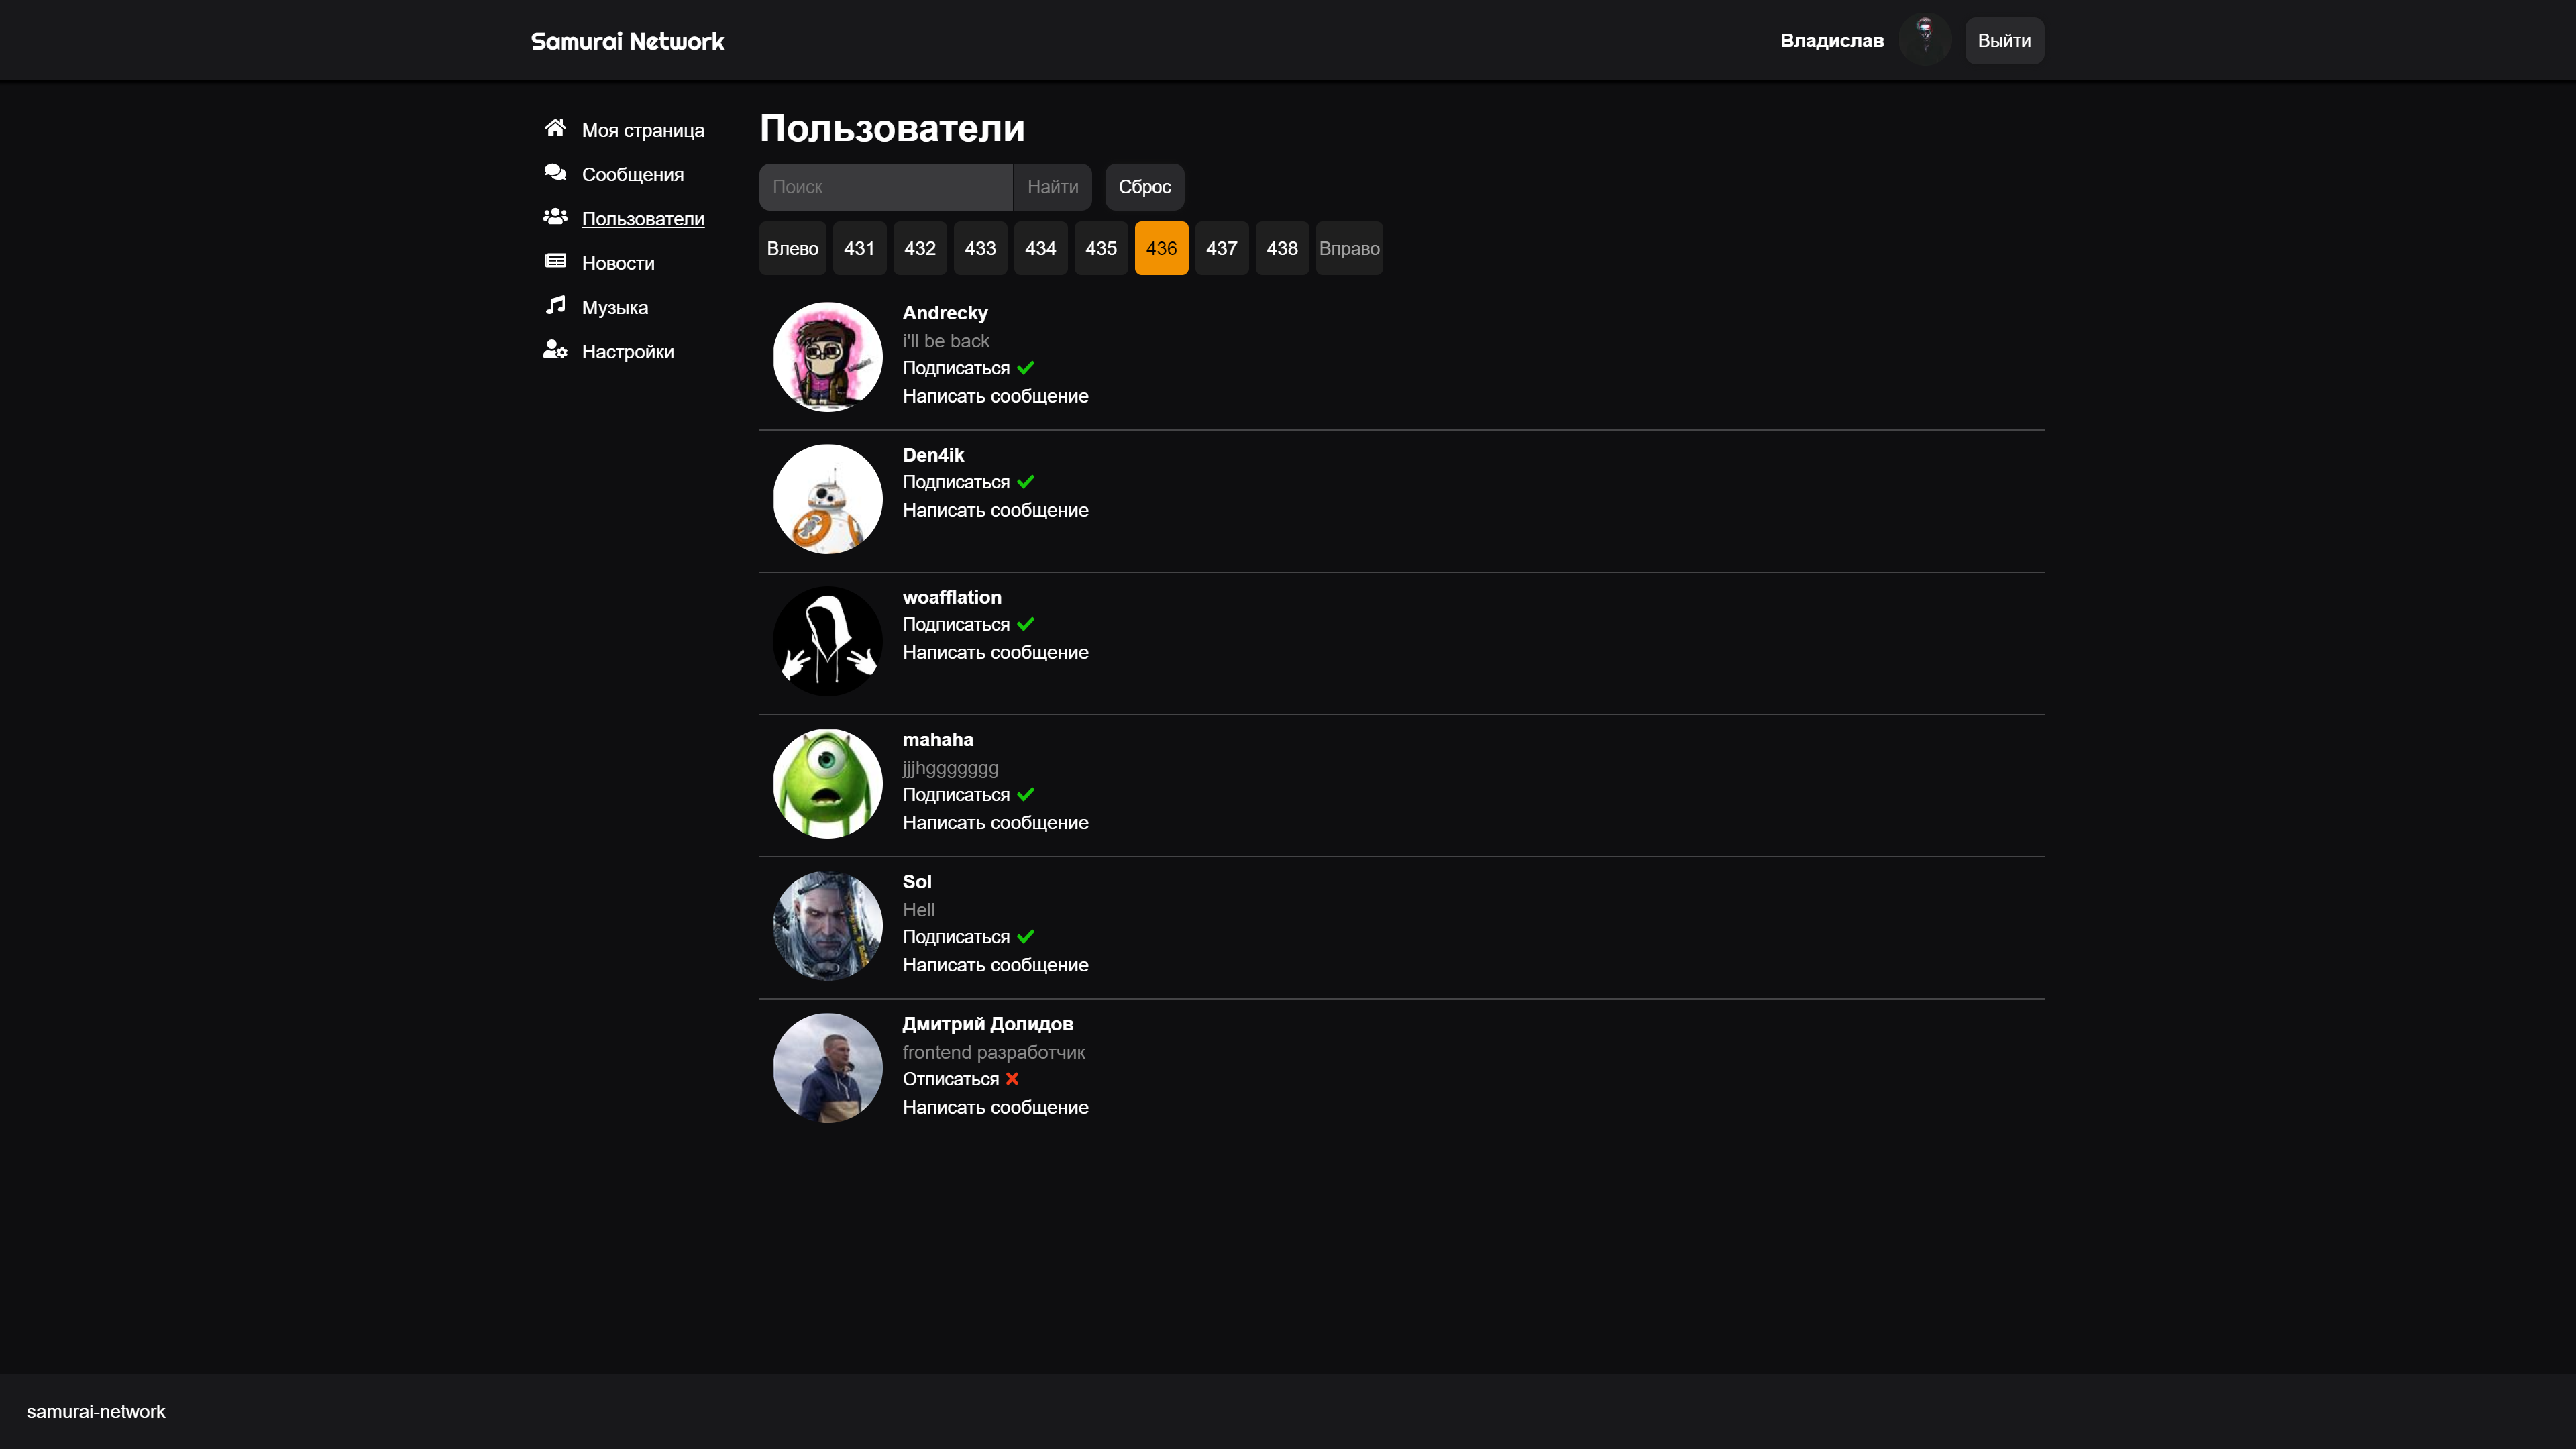 Samurai Network
Владислав
Выйти
Моя страница
Сообщения
Пользователи
Новости
Музыка
Настройки
Пользователи
Поиск
Найти
Сброс
Влево 431 432 433 434 435 436 437 438 Вправо
Andrecky
i'll be back
Подписаться
Написать сообщение
Den4ik
Подписаться
Написать сообщение
woafflation
Подписаться
Написать сообщение
mahaha
jjjhggggggg
Подписаться
Написать сообщение
Sol
Hell
Подписаться
Написать сообщение
Дмитрий Долидов
frontend разработчик
Отписаться
Написать сообщение
samurai-network